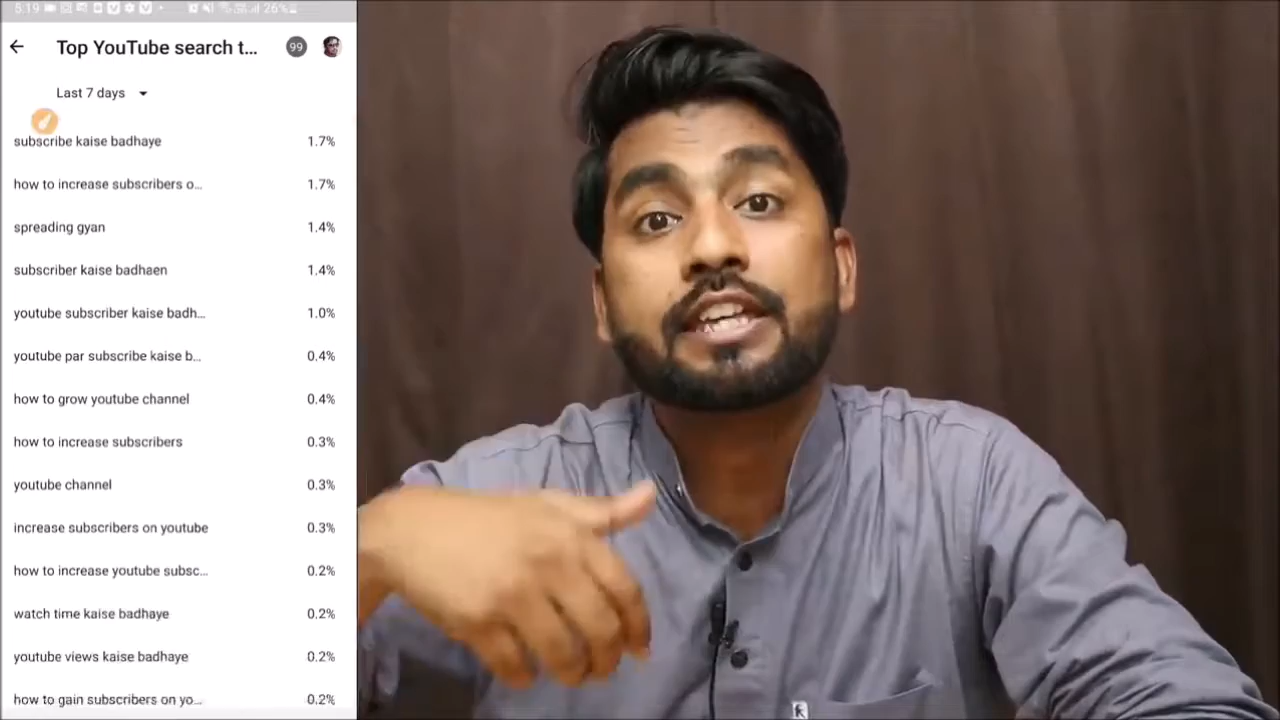 5:19
26%
Top YouTube search t...
99
Last 7 days
subscribe kaise badhaye 1.7%
how to increase subscribers o... 1.7%
spreading gyan 1.4%
subscriber kaise badhaen 1.4%
youtube subscriber kaise badh... 1.0%
youtube par subscribe kaise b... 0.4%
how to grow youtube channel 0.4%
how to increase subscribers 0.3%
youtube channel 0.3%
increase subscribers on youtube 0.3%
how to increase youtube subsc... 0.2%
watch time kaise badhaye 0.2%
youtube views kaise badhaye 0.2%
how to gain subscribers on yo... 0.2%